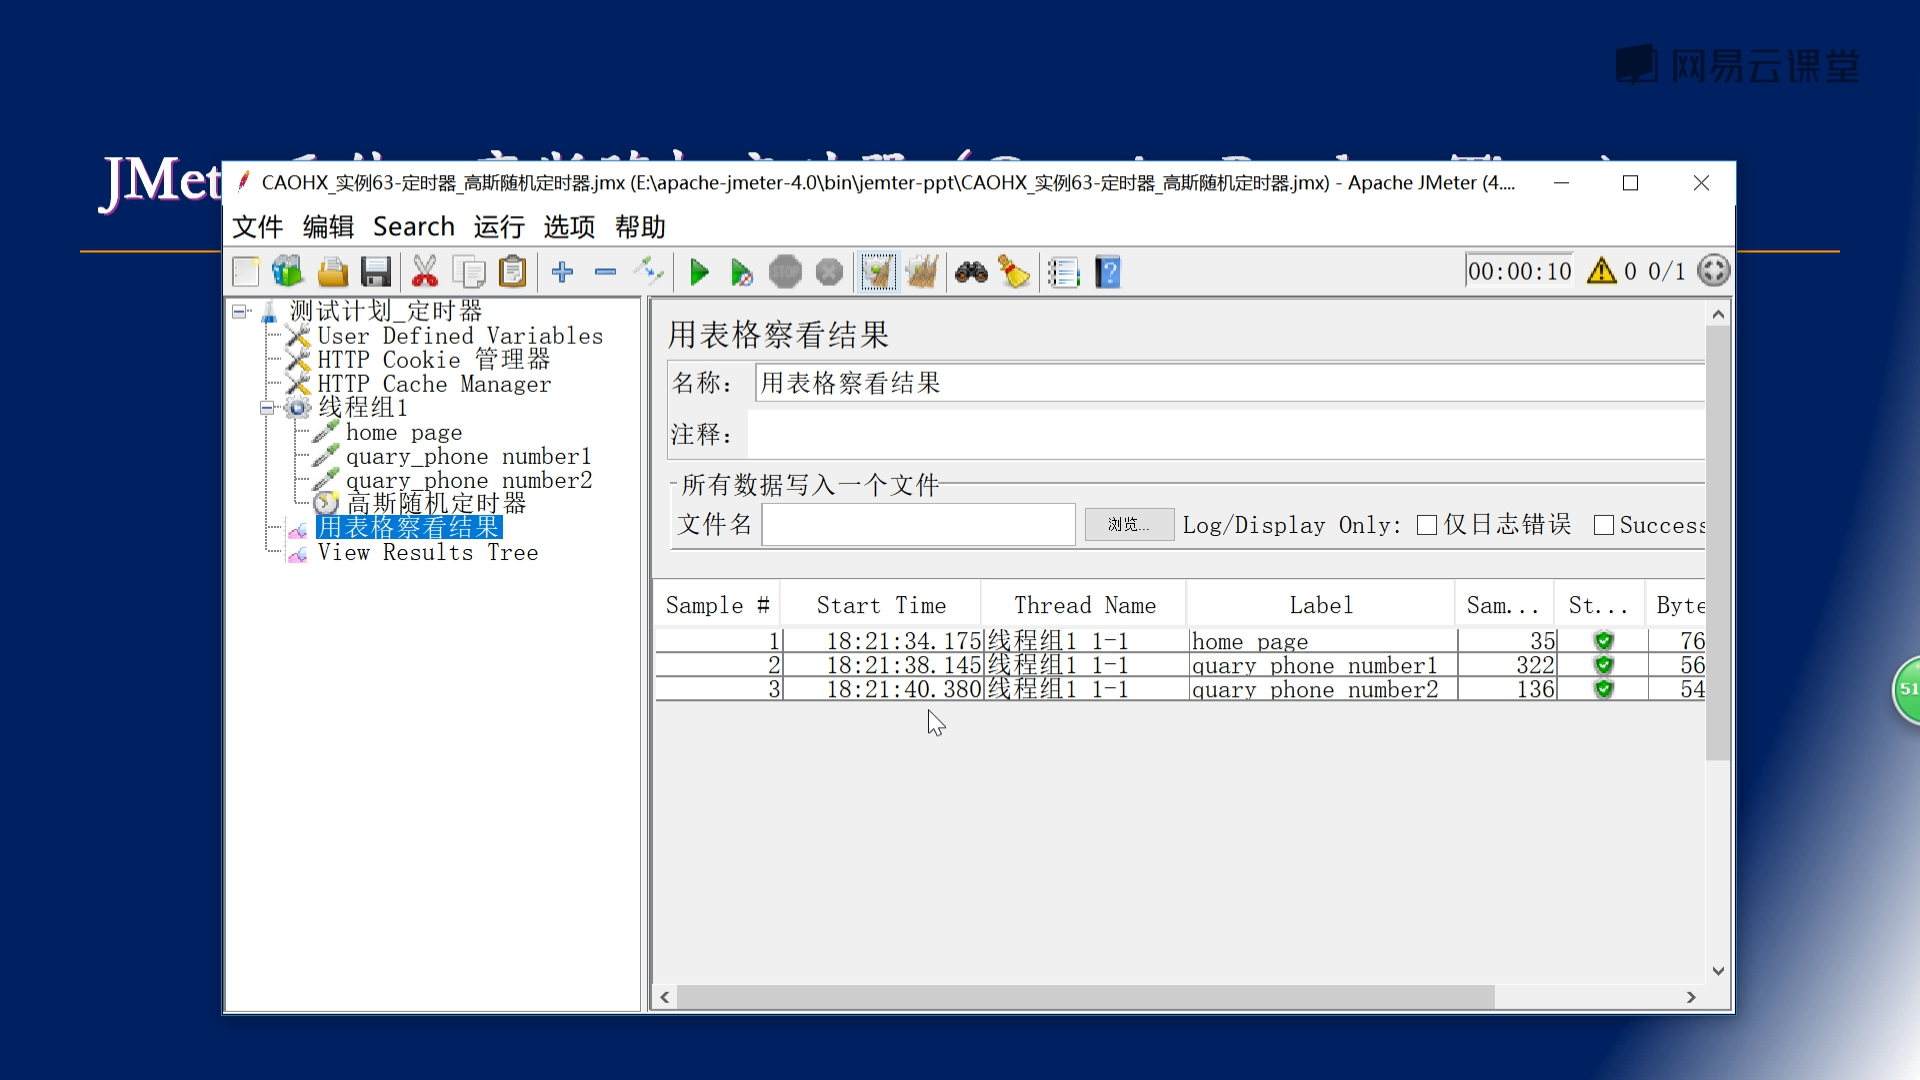 网易云课堂
JMet
CAOHX_实例63-定时器_高斯随机定时器.jmx (E:\apache-jmeter-4.0\bin\jemter-ppt\CAOHX_实例63-定时器_高斯随机定时器.jmx) - Apache JMeter (4....
文件 编辑 Search 运行 选项 帮助
STOP
00:00:10 0 0/1
测试计划_定时器
User Defined Variables
HTTP Cookie 管理器
HTTP Cache Manager
线程组1
home page
quary_phone number1
quary_phone number2
高斯随机定时器
用表格察看结果
View Results Tree
用表格察看结果
名称： 用表格察看结果
注释：
所有数据写入一个文件
文件名 浏览... Log/Display Only: 仅日志错误 Success
Sample # Start Time Thread Name Label Sam... St... Byte
1 18:21:34.175 线程组1 1-1 home page 35 76
2 18:21:38.145 线程组1 1-1 quary_phone number1 322 56
3 18:21:40.380 线程组1 1-1 quary_phone number2 136 54
51